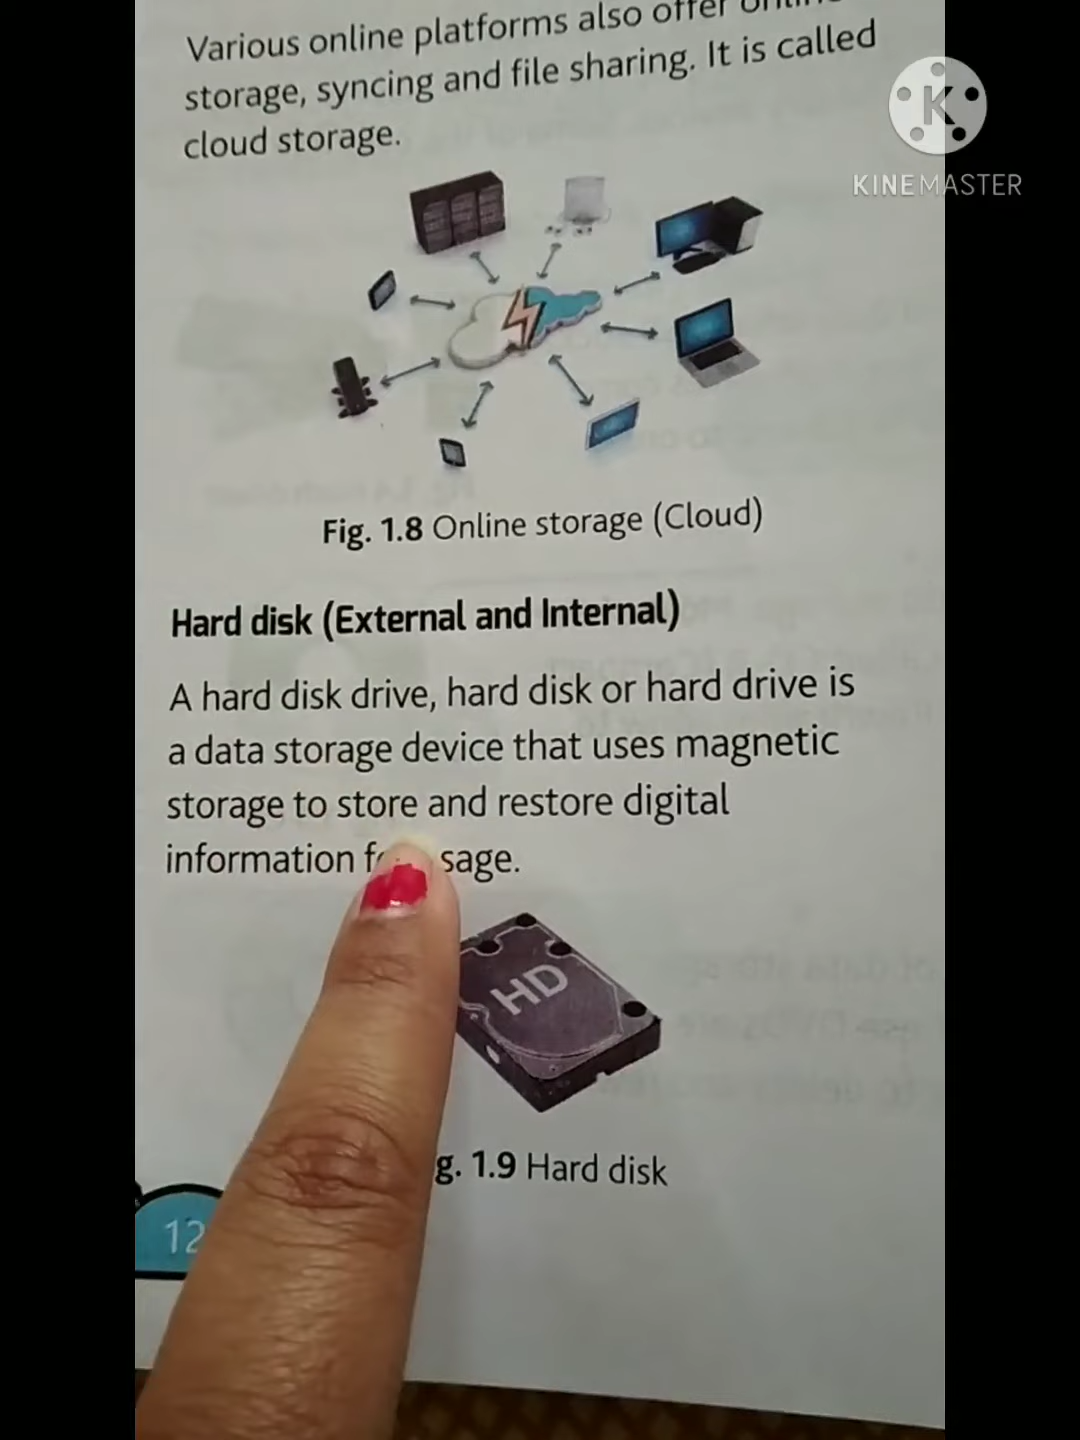 Various online platforms also offer
storage, syncing and file sharing. It is called
cloud storage.
K
KINEMASTER
Fig. 1.8 Online storage (Cloud)
Hard disk (External and Internal)
A hard disk drive, hard disk or hard drive is
a data storage device that uses magnetic
storage to store and restore digital
information sage.
HD
g. 1.9 Hard disk
12